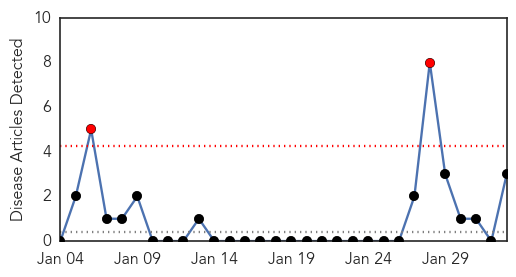 10
8
6
4
2
0
Disease Articles Detected
Jan 04
Jan 09
Jan 14
Jan 19
Jan 24
Jan 29